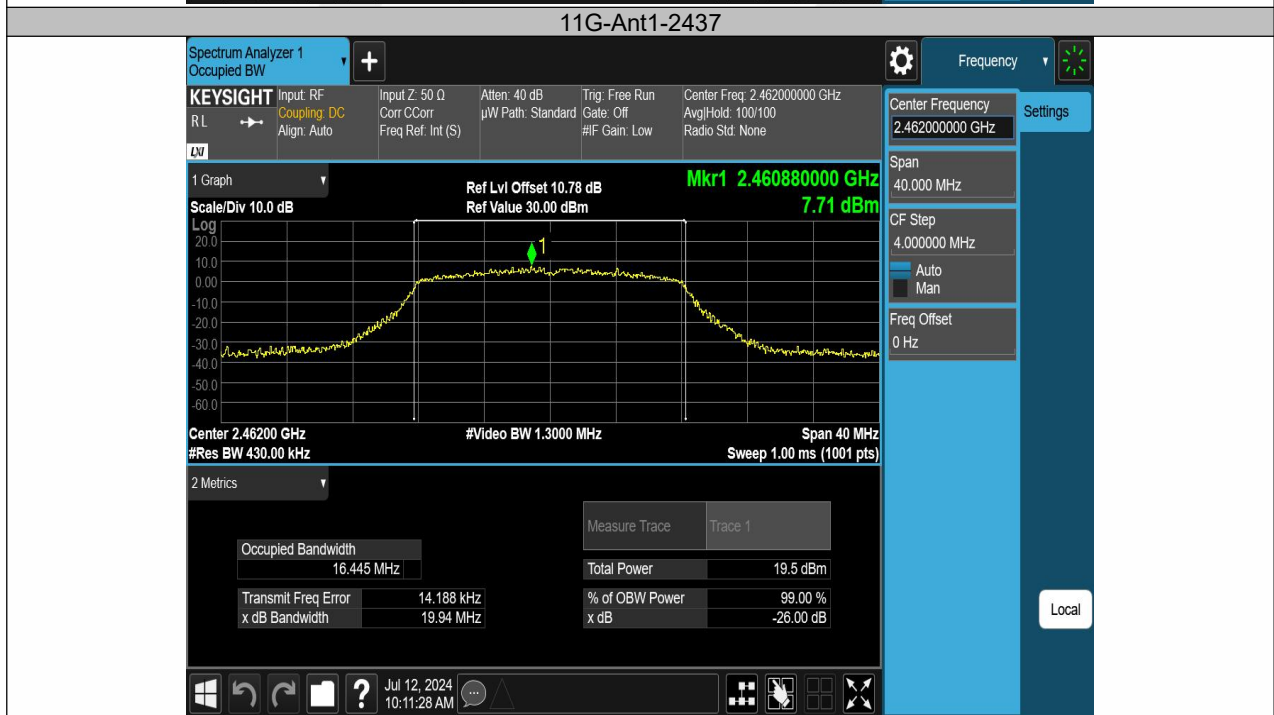 11G-Ant1-2437
Spectrum Analyzer 1
Occupied BW
+
Frequency
KEYSIGHT
R L
LXI
Input: RF
Coupling: DC
Align: Auto
Input Z: 50 Ω
Corr CCorr
Freq Ref: Int (S)
Atten: 40 dB
µW Path: Standard
Trig: Free Run
Gate: Off
#IF Gain: Low
Center Freq: 2.462000000 GHz
Avg|Hold: 100/100
Radio Std: None
Center Frequency
2.462000000 GHz
Settings
Span
40.000 MHz
CF Step
4.000000 MHz
Auto
Man
Freq Offset
0 Hz
1 Graph
Scale/Div 10.0 dB
Ref Lvl Offset 10.78 dB
Ref Value 30.00 dBm
Mkr1 2.460880000 GHz
7.71 dBm
Log
20.0
10.0
0.00
-10.0
-20.0
-30.0
-40.0
-50.0
-60.0
1
Center 2.46200 GHz
#Res BW 430.00 kHz
#Video BW 1.3000 MHz
Span 40 MHz
Sweep 1.00 ms (1001 pts)
2 Metrics
Measure Trace Trace 1
Occupied Bandwidth
16.445 MHz
Total Power 19.5 dBm
Transmit Freq Error 14.188 kHz
% of OBW Power 99.00 %
x dB Bandwidth 19.94 MHz
x dB -26.00 dB
Local
?
Jul 12, 2024
10:11:28 AM